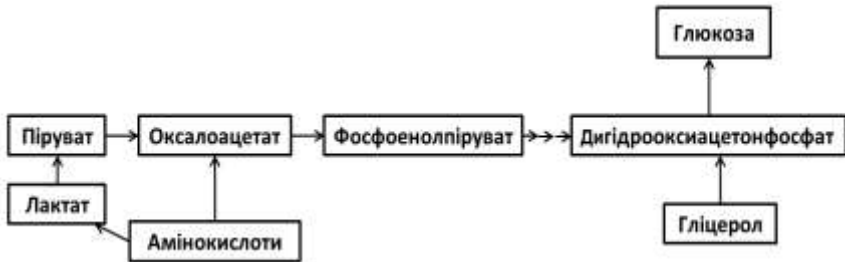 Глюкоза
Піруват
Оксалоацетат
Фосфоенолпіруват
Дигідрооксиацетонфосфат
Лактат
Амінокислоти
Гліцерол